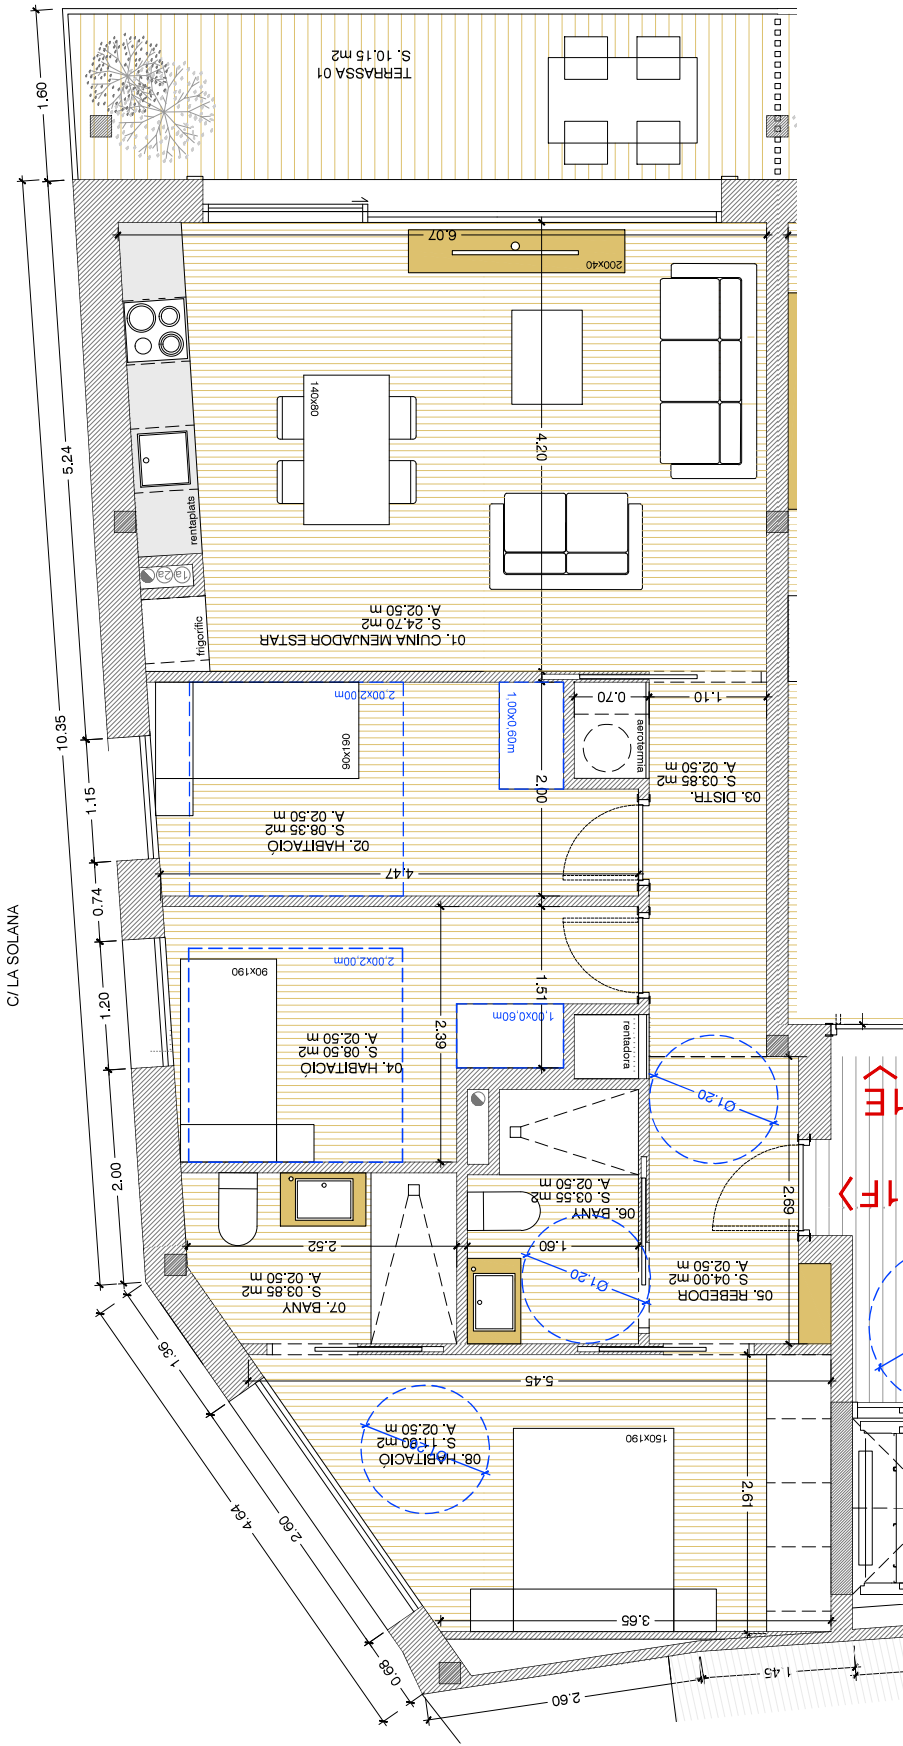 TERRASSA 01
S. 10.15 m2
1.60
6.07
200x40
140x80
4.20
5.24
10.35
rentaplats
1a
2a
frigorífic
01. CUINA MENJADOR ESTAR
S. 24.70 m2
A. 02.50 m
2,00x2,00m
1,00x0,60m
0.70
1.10
aerotermia
90x190
2.00
03. DISTR.
S. 03.85 m2
A. 02.50 m
02. HABITACIÓ
S. 08.35 m2
A. 02.50 m
4.47
1.15
0.74
C/ LA SOLANA
1.20
2.00
90x190
2,00x2,00m
1.51
2.39
1,00x0,60m
rentadora
04. HABITACIÓ
S. 08.50 m2
A. 02.50 m
Ø1.20
1E
1F
2.69
06. BANY
S. 03.55 m2
A. 02.50 m
2.52
1.60
Ø1.20
07. BANY
S. 03.85 m2
A. 02.50 m
05. REBEDOR
S. 04.00 m2
A. 02.50 m
1.36
5.45
08. HABITACIÓ
A. 02.50 m
150x190
2.61
2.60
4.64
3.65
0.68
2.60
1.45